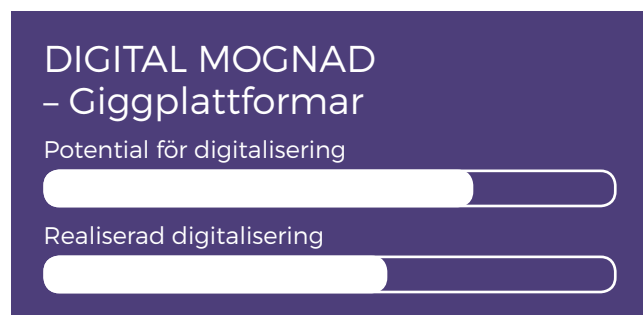 DIGITAL MOGNAD
– Giggplattformar
Potential för digitalisering
Realiserad digitalisering